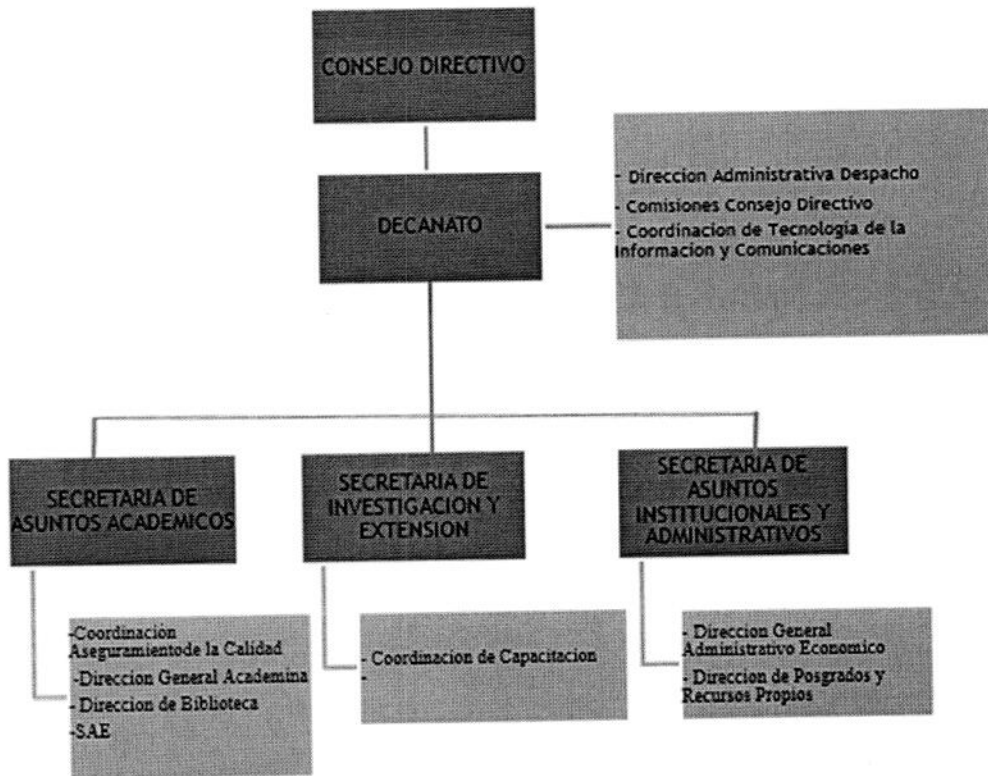 CONSEJO DIRECTIVO
DECANATO
- Direccion Administrativa Despacho
- Comisiones Consejo Directivo
- Coordinacion de Tecnologia de la
Informacion y Comunicaciones
SECRETARIA DE
ASUNTOS ACADEMICOS
SECRETARIA DE
INVESTIGACION Y
EXTENSION
SECRETARIA DE
ASUNTOS
INSTITUCIONALES Y
ADMINISTRATIVOS
-Coordinación
Aseguramientode la Calidad
-Direccion General Academina
- Direccion de Biblioteca
-SAE
- Coordinacion de Capacitacion
-
- Direccion General
Administrativo Economico
- Direccion de Posgrados y
Recursos Propios